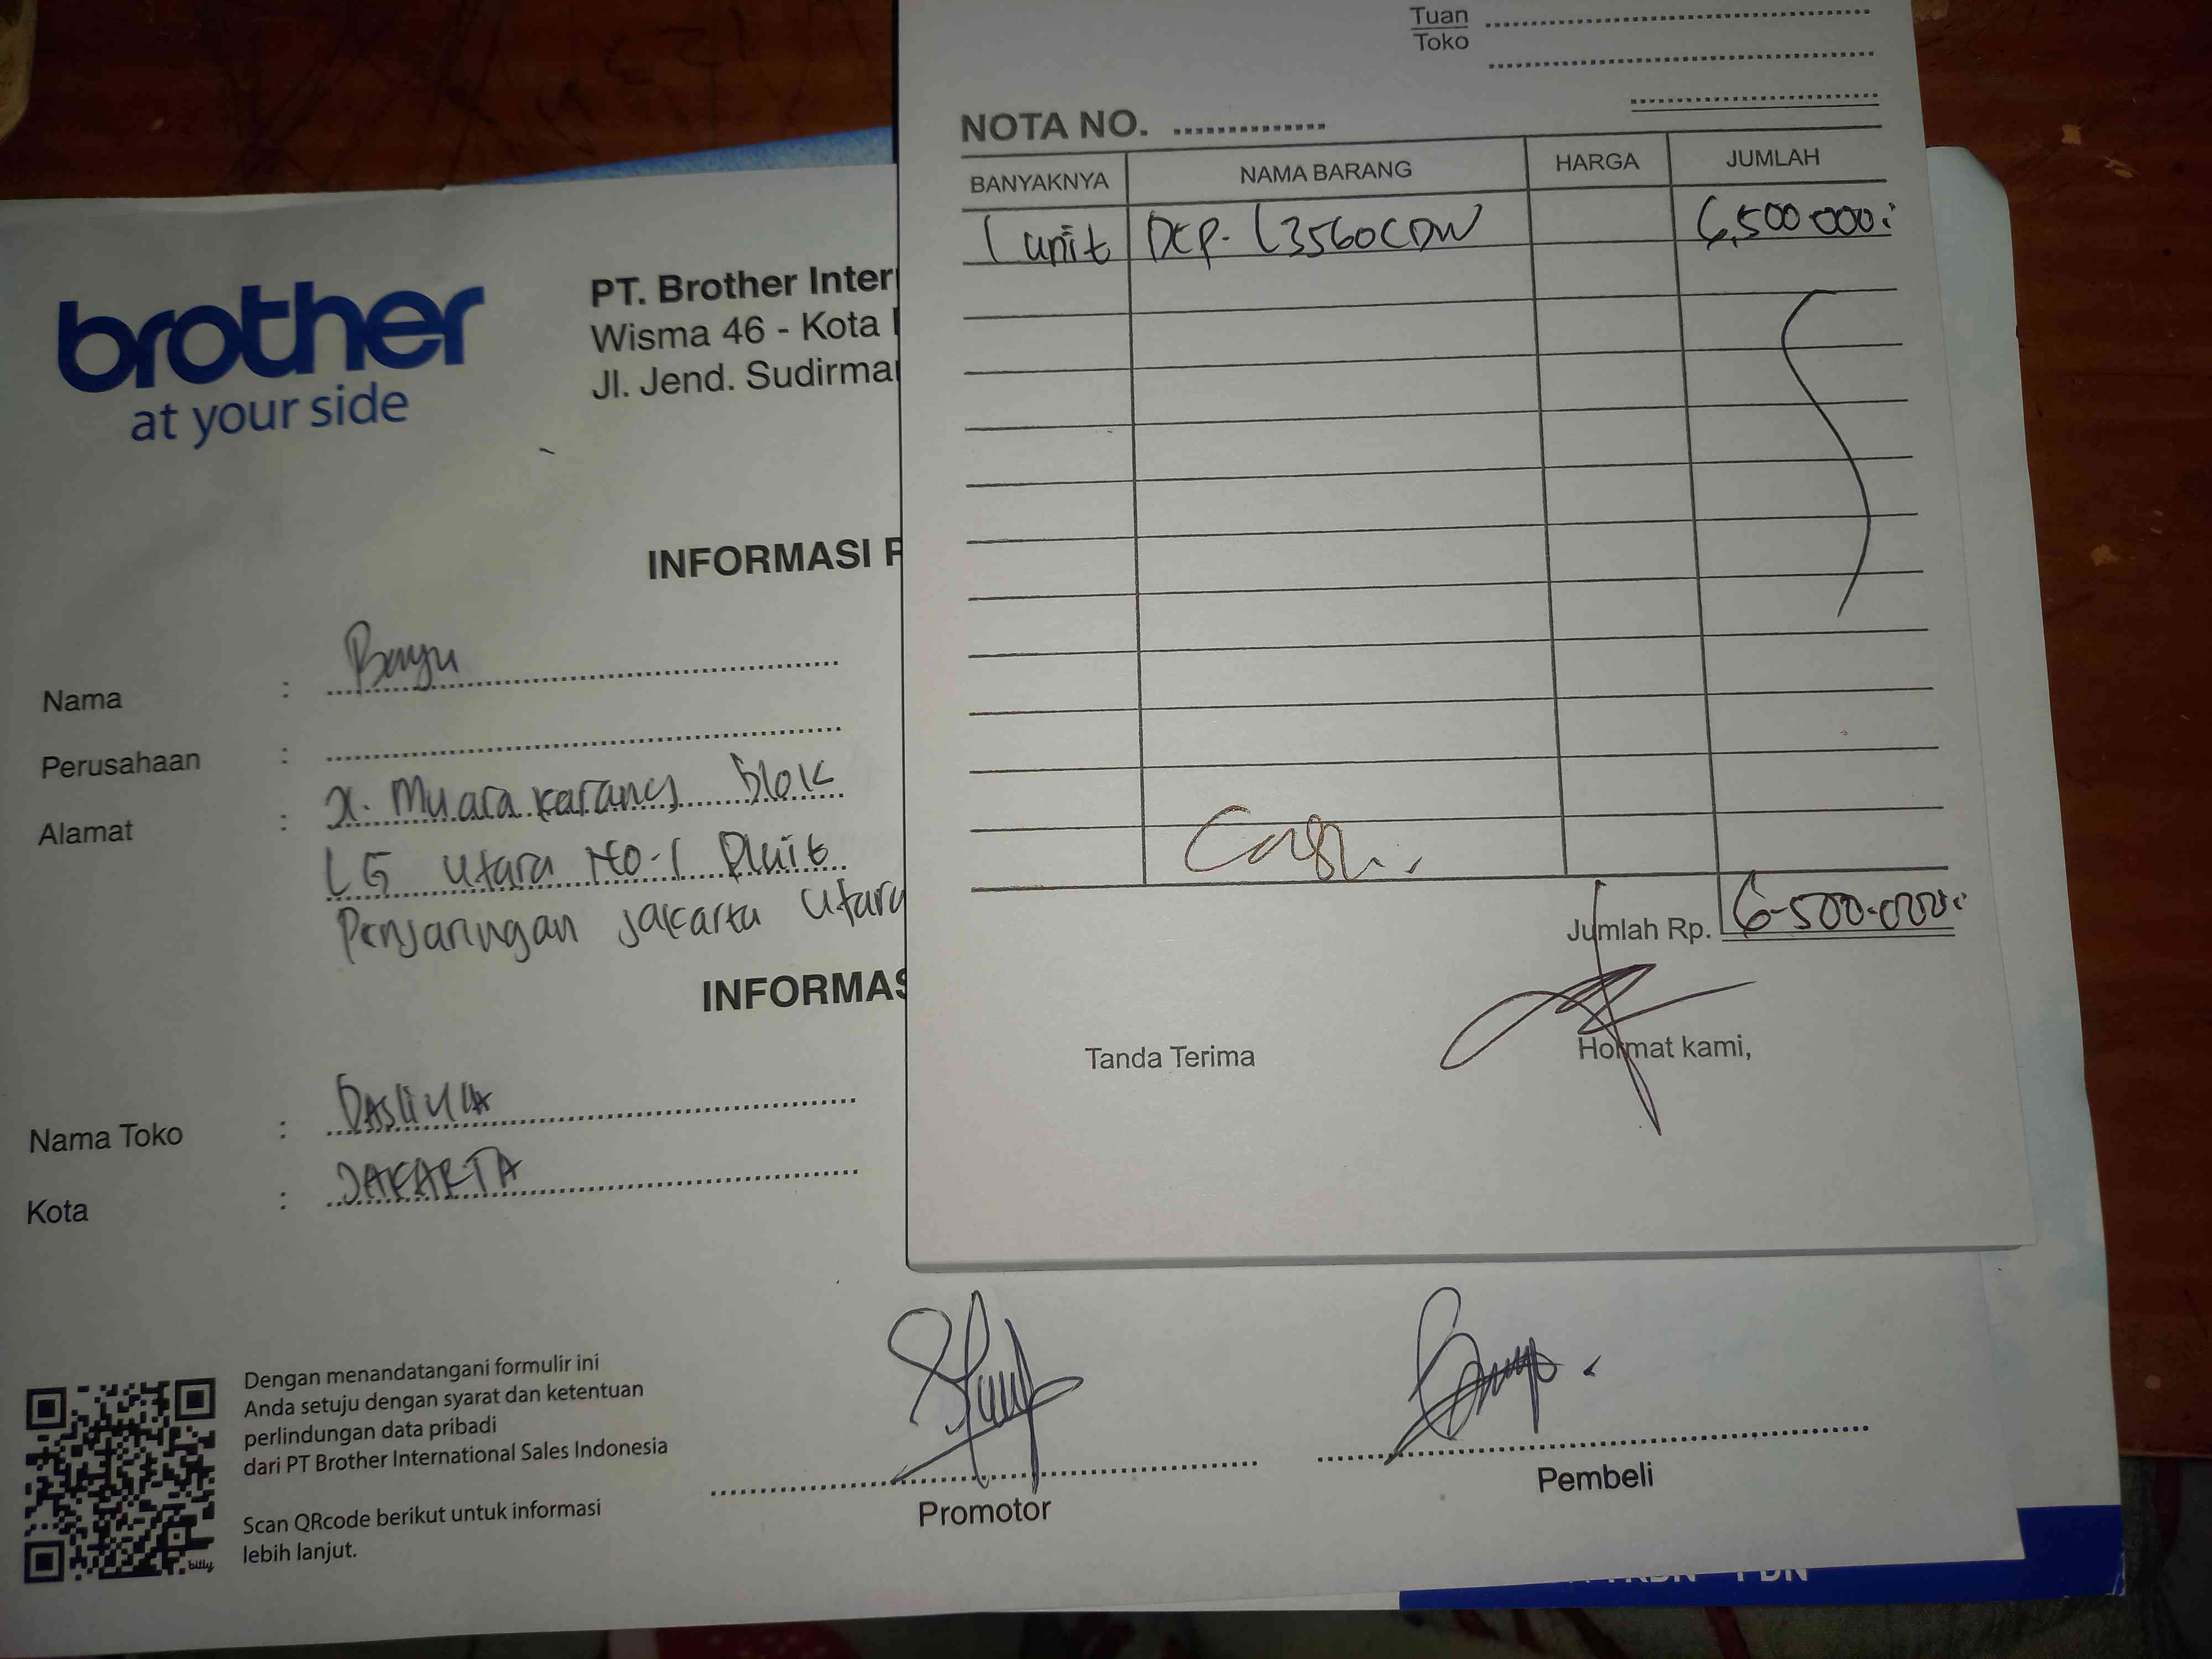 brother
at your side
PT. Brother Inter
Wisma 46 - Kota
Jl. Jend. Sudirma
INFORMASI P
Nama : Bayu
Perusahaan :
Alamat : Jl. Muara karang blok
L G Utara No-1 Pluit
Penjaringan Jakarta Utara
INFORMAS
Nama Toko :
Kota : JAKARTA
Dengan menandatangani formulir ini
Anda setuju dengan syarat dan ketentuan
perlindungan data pribadi
dari PT Brother International Sales Indonesia
Scan QRcode berikut untuk informasi
lebih lanjut.
bitly
Promotor
Pembeli
Tuan
Toko
NOTA NO.
BANYAKNYA NAMA BARANG HARGA JUMLAH
1 unit DCP- L3560CDW 6,500.000
Cash
Jumlah Rp. 6-500.000
Tanda Terima Hormat kami,